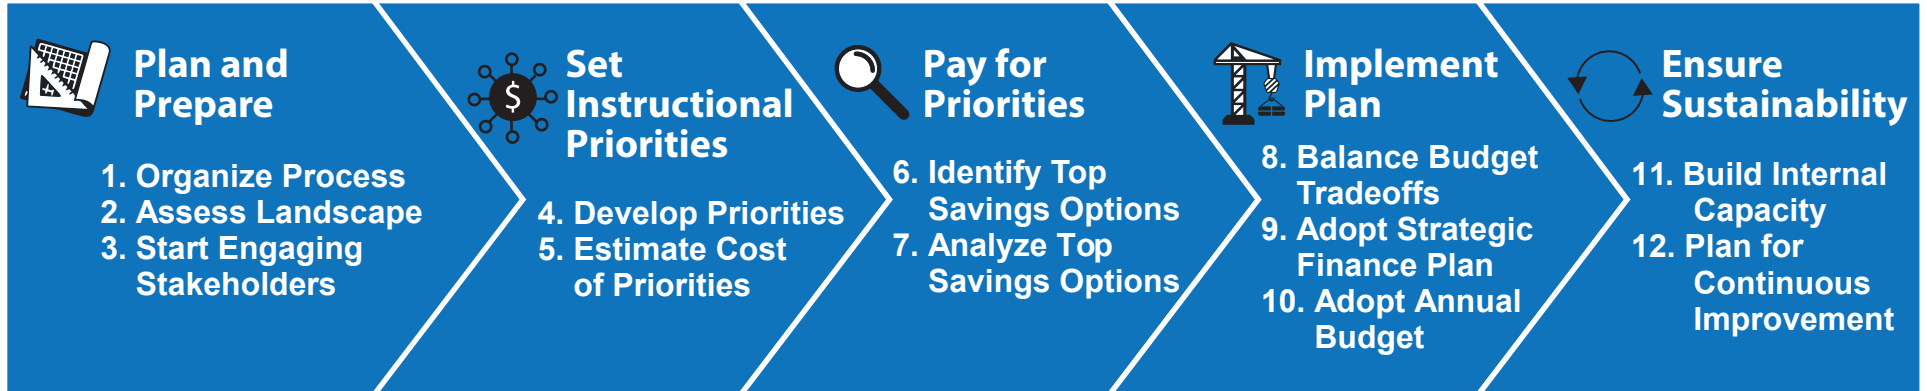 Plan and
Prepare
1. Organize Process
2. Assess Landscape
3. Start Engaging
Stakeholders
Set
Instructional
Priorities
$
4. Develop Priorities
5. Estimate Cost
of Priorities
Pay for
Priorities
6. Identify Top
Savings Options
7. Analyze Top
Savings Options
Implement
Plan
8. Balance Budget
Tradeoffs
9. Adopt Strategic
Finance Plan
10. Adopt Annual
Budget
Ensure
Sustainability
11. Build Internal
Capacity
12. Plan for
Continuous
Improvement